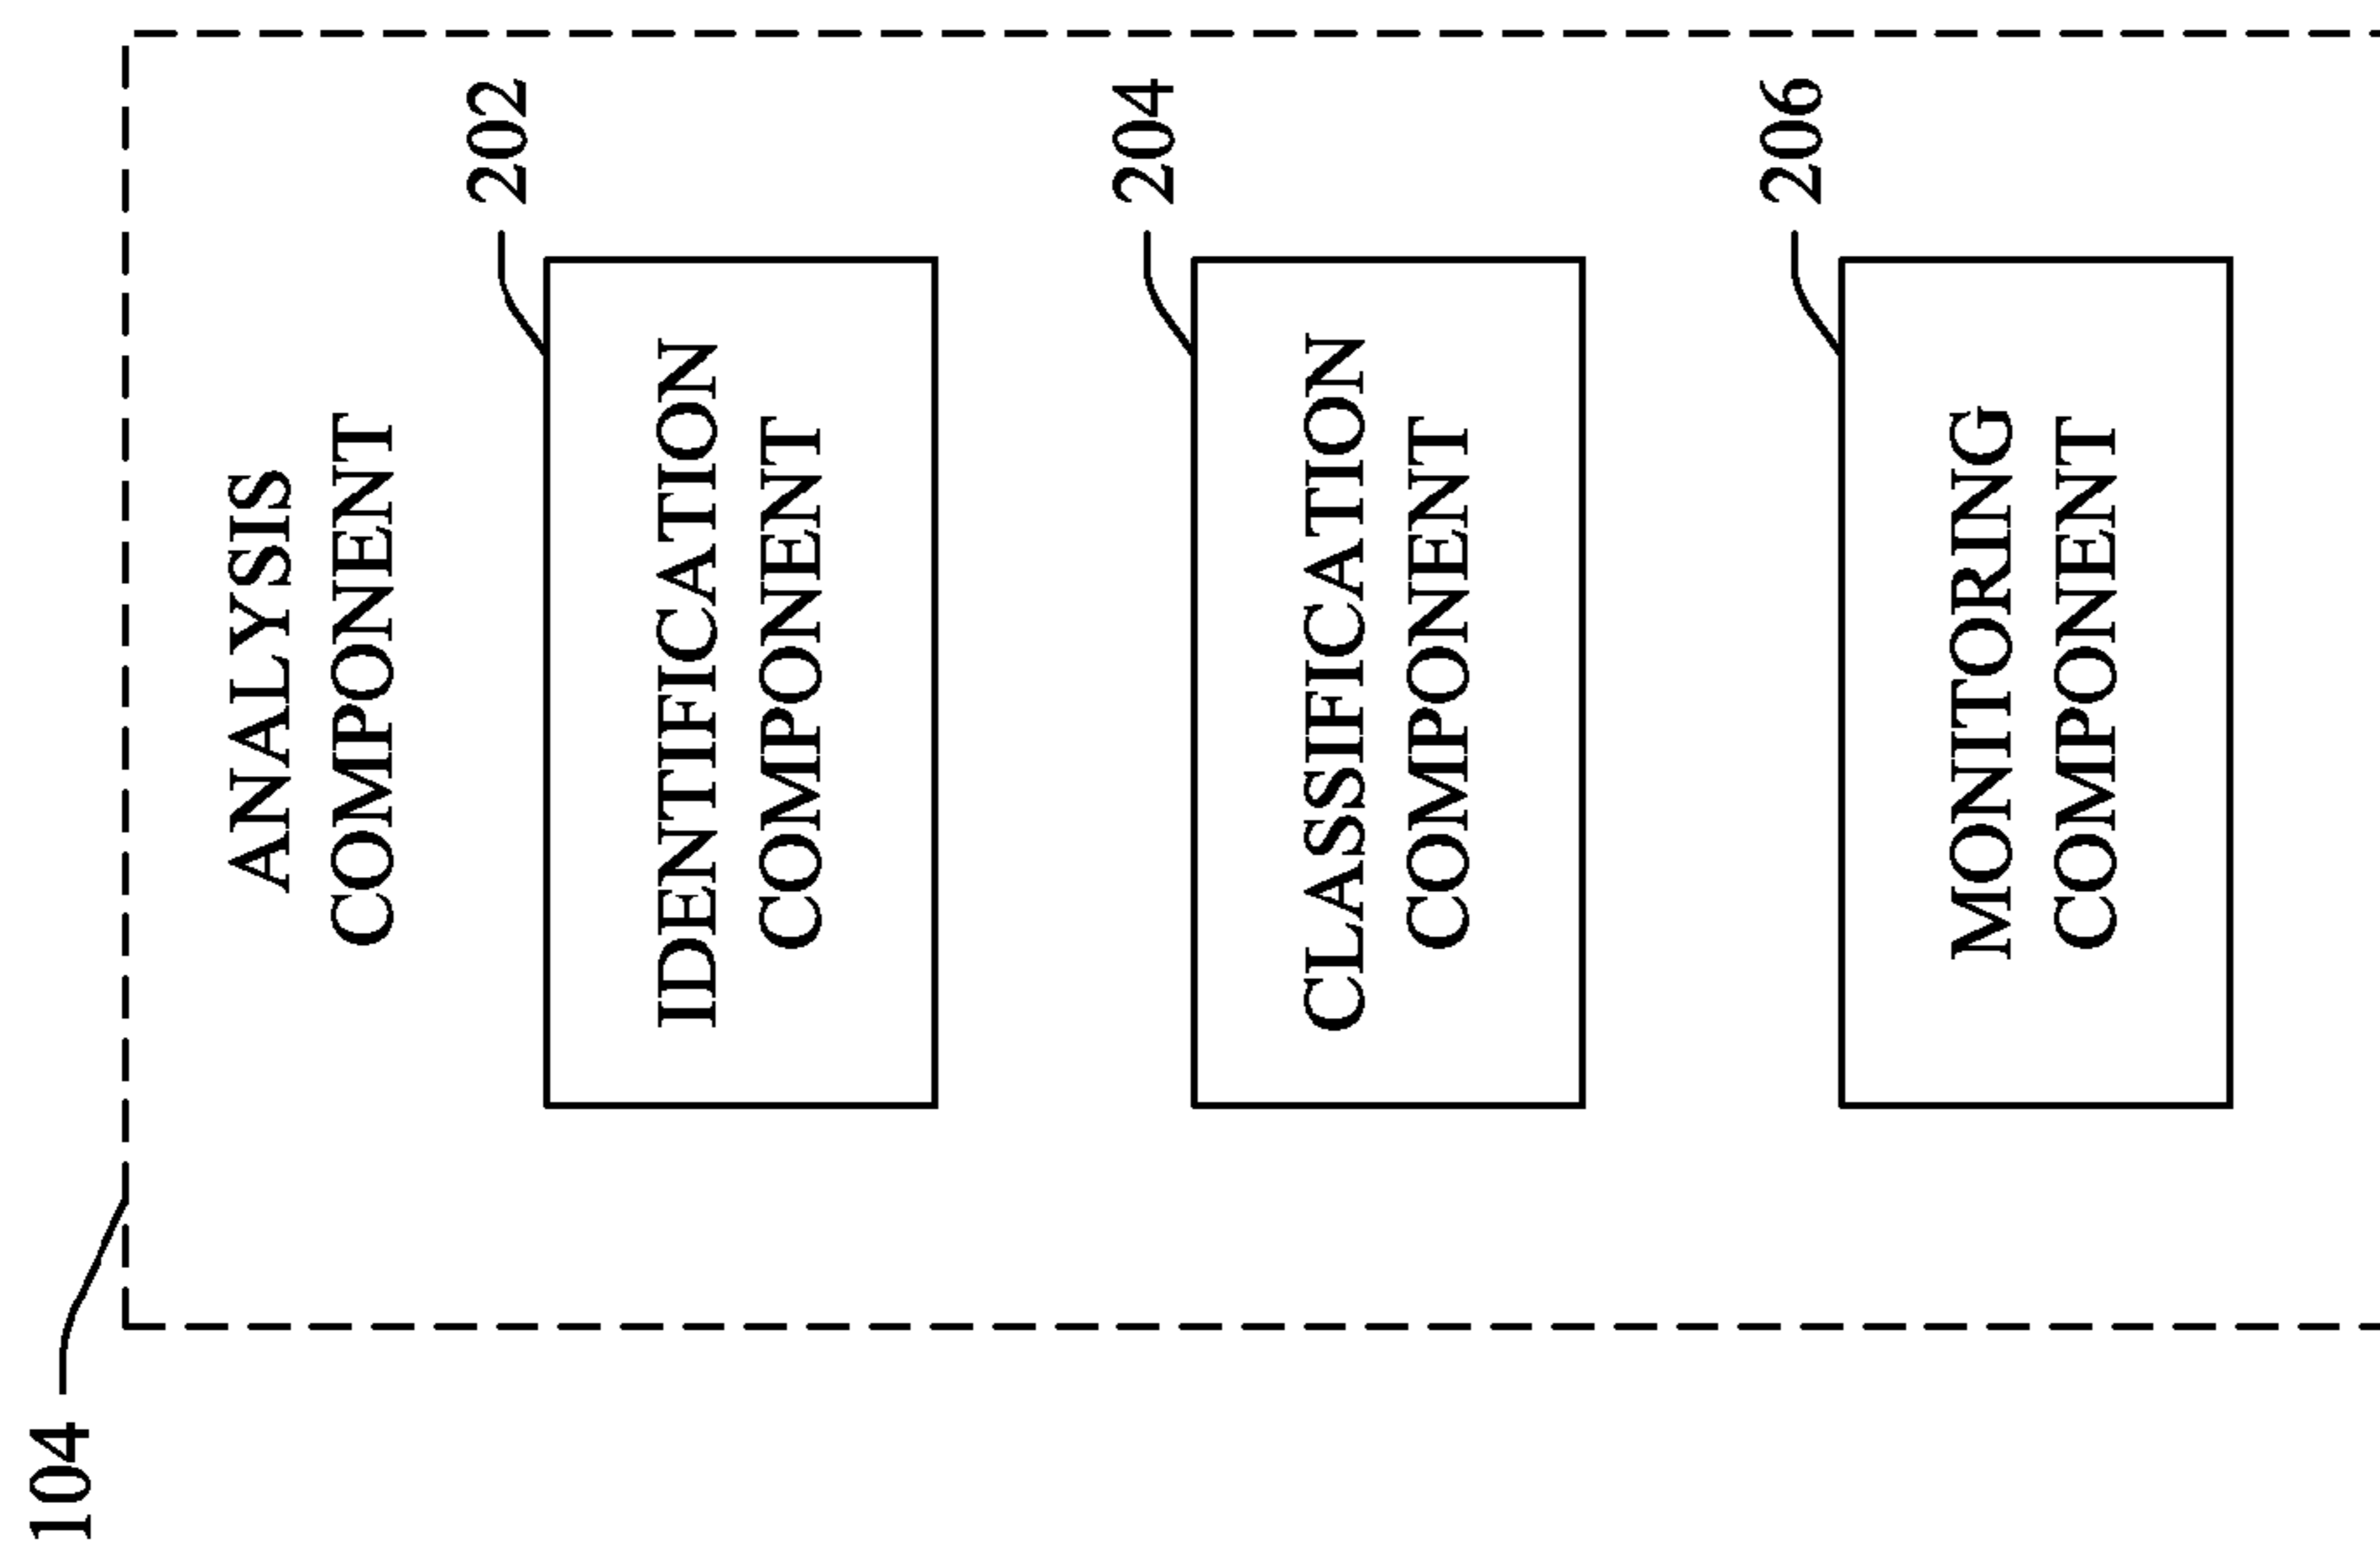 104
ANALYSIS
COMPONENT
202
IDENTIFICATION
COMPONENT
204
CLASSIFICATION
COMPONENT
206
MONITORING
COMPONENT